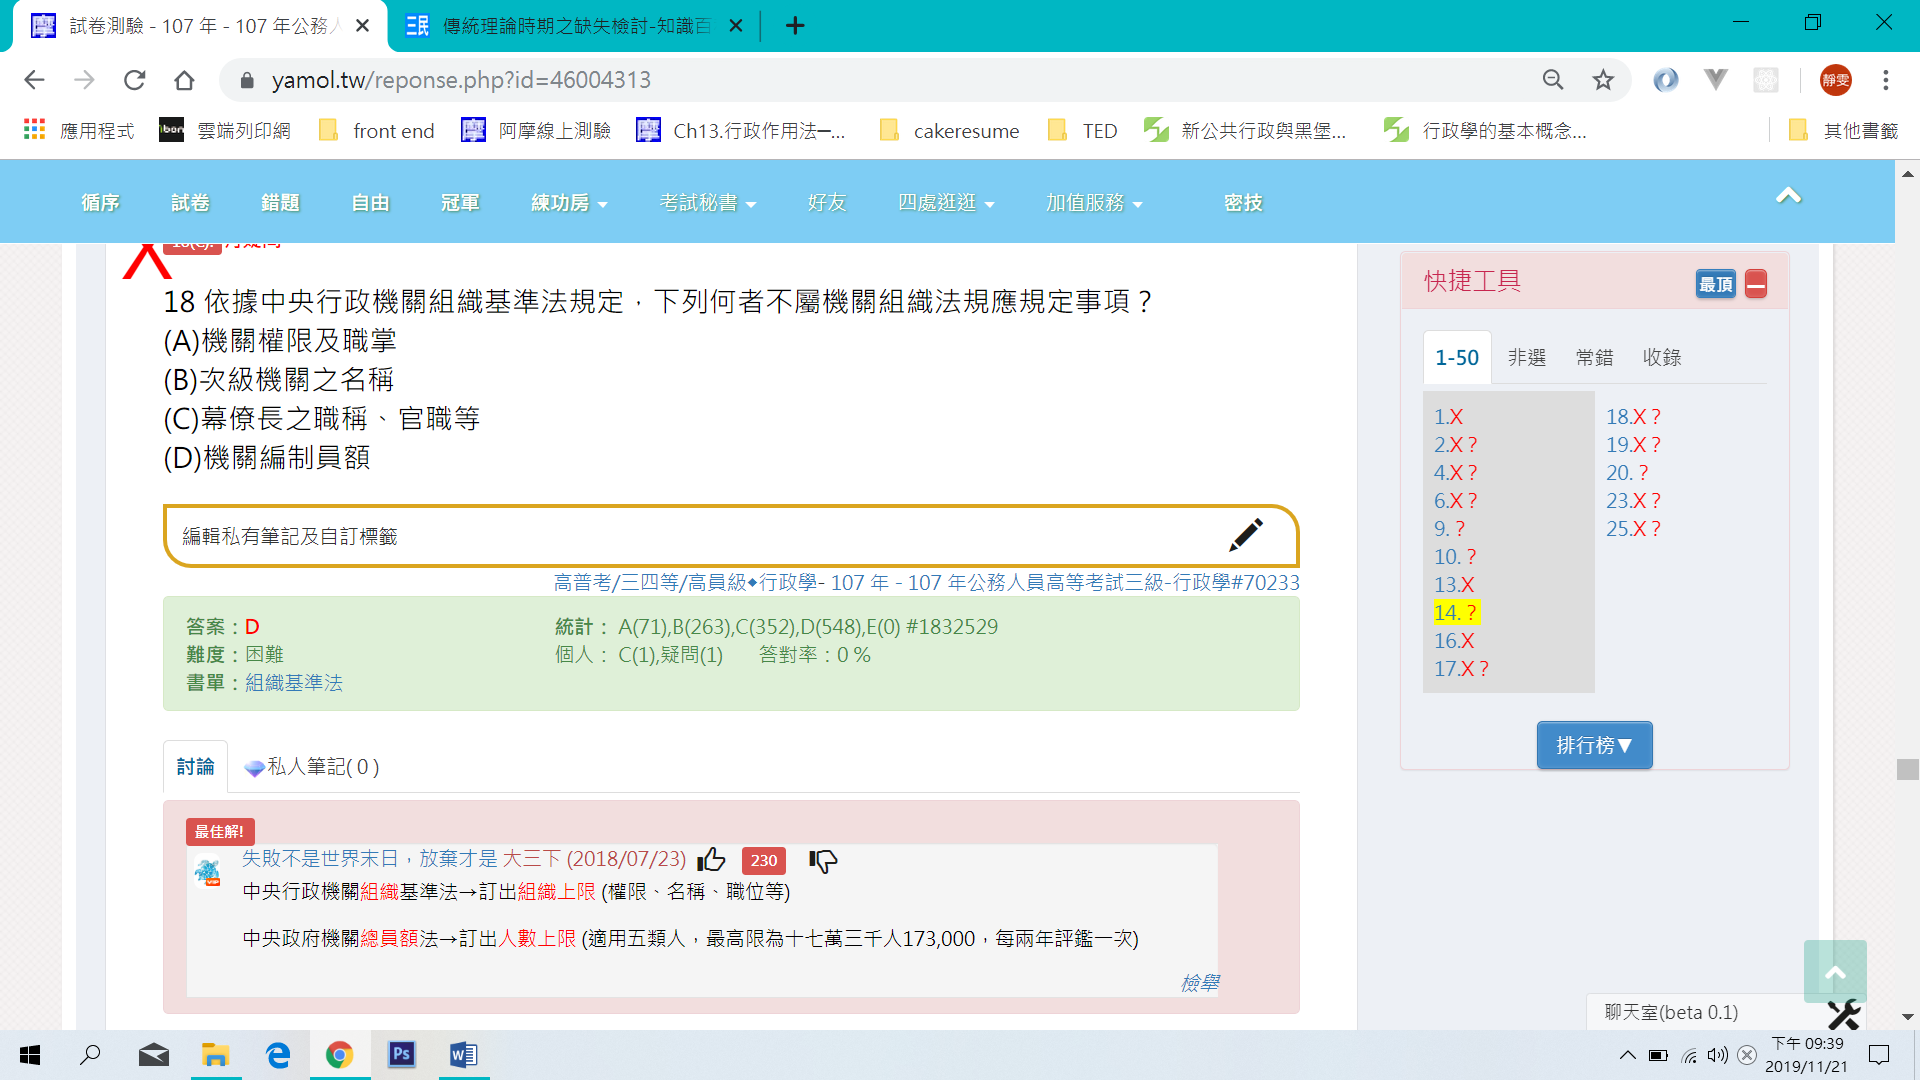 試卷測驗 - 107 年 - 107 年公務人
傳統理論時期之缺失檢討-知識百
yamol.tw/reponse.php?id=46004313
靜雯
應用程式
ibon
雲端列印網
front end
阿摩線上測驗
Ch13.行政作用法─...
cakeresume
TED
新公共行政與黑堡...
行政學的基本概念...
其他書籤
循序
試卷
錯題
自由
冠軍
練功房
考試秘書
好友
四處逛逛
加值服務
密技
18 依據中央行政機關組織基準法規定，下列何者不屬機關組織法規應規定事項？
(A)機關權限及職掌
(B)次級機關之名稱
(C)幕僚長之職稱、官職等
(D)機關編制員額
編輯私有筆記及自訂標籤
高普考/三四等/高員級◆行政學- 107 年 - 107 年公務人員高等考試三級-行政學#70233
答案：D
難度：困難
書單：組織基準法
統計： A(71),B(263),C(352),D(548),E(0) #1832529
個人： C(1),疑問(1) 答對率：0 %
討論
私人筆記( 0 )
最佳解!
失敗不是世界末日，放棄才是 大三下 (2018/07/23) 230
中央行政機關組織基準法→訂出組織上限 (權限、名稱、職位等)
中央政府機關總員額法→訂出人數上限 (適用五類人，最高限為十七萬三千人173,000，每兩年評鑑一次)
檢舉
快捷工具
最頂
1-50
非選
常錯
收錄
1.X
2.X ?
4.X ?
6.X ?
9. ?
10. ?
13.X
14. ?
16.X
17.X ?
18.X ?
19.X ?
20. ?
23.X ?
25.X ?
排行榜▼
聊天室(beta 0.1)
Ps
下午 09:39
2019/11/21